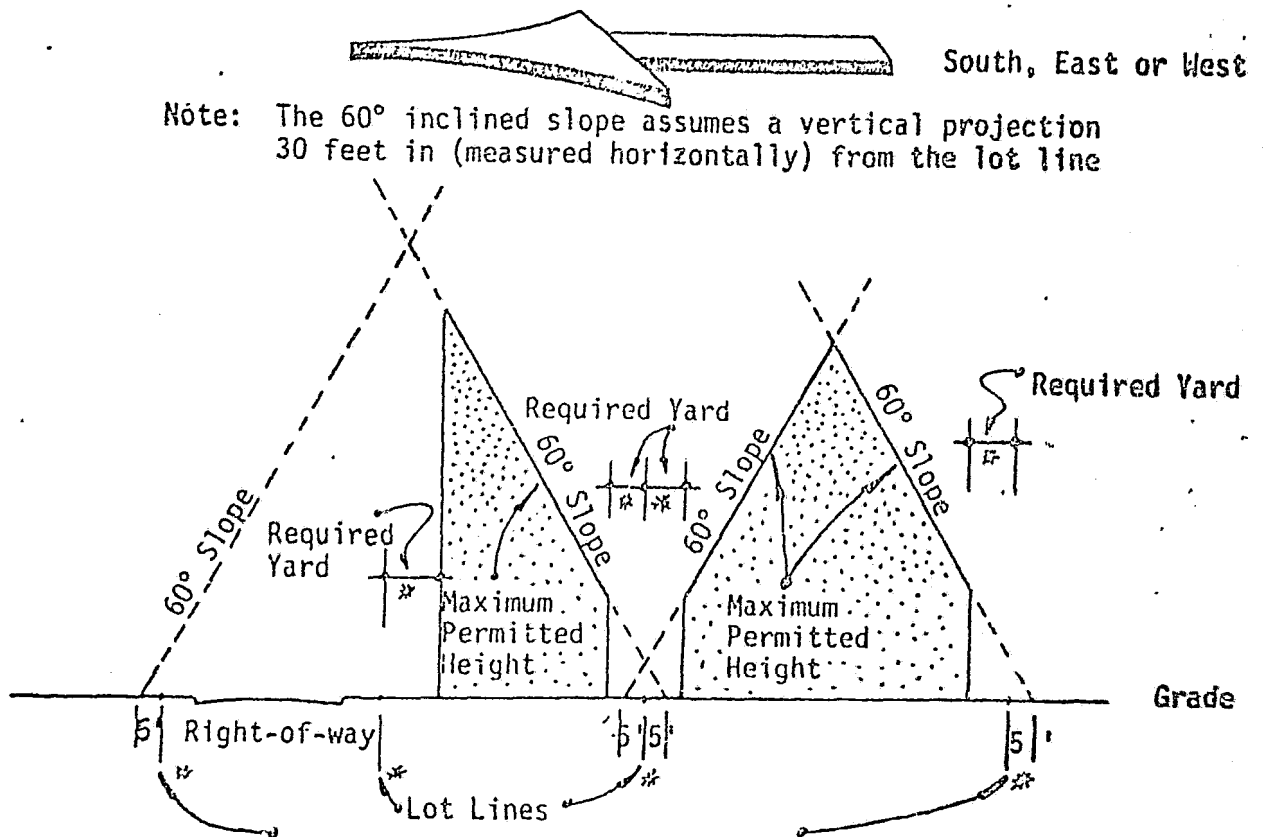 South, East or West
Note: The 60° inclined slope assumes a vertical projection
30 feet in (measured horizontally) from the lot line
60° Slope
Required
Yard
Maximum
Permitted
Height
Required Yard
60° Slope
60° Slope
Maximum
Permitted
Height
60° Slope
Required Yard
Grade
5'
Right-of-way
5'
5'
5'
Lot Lines